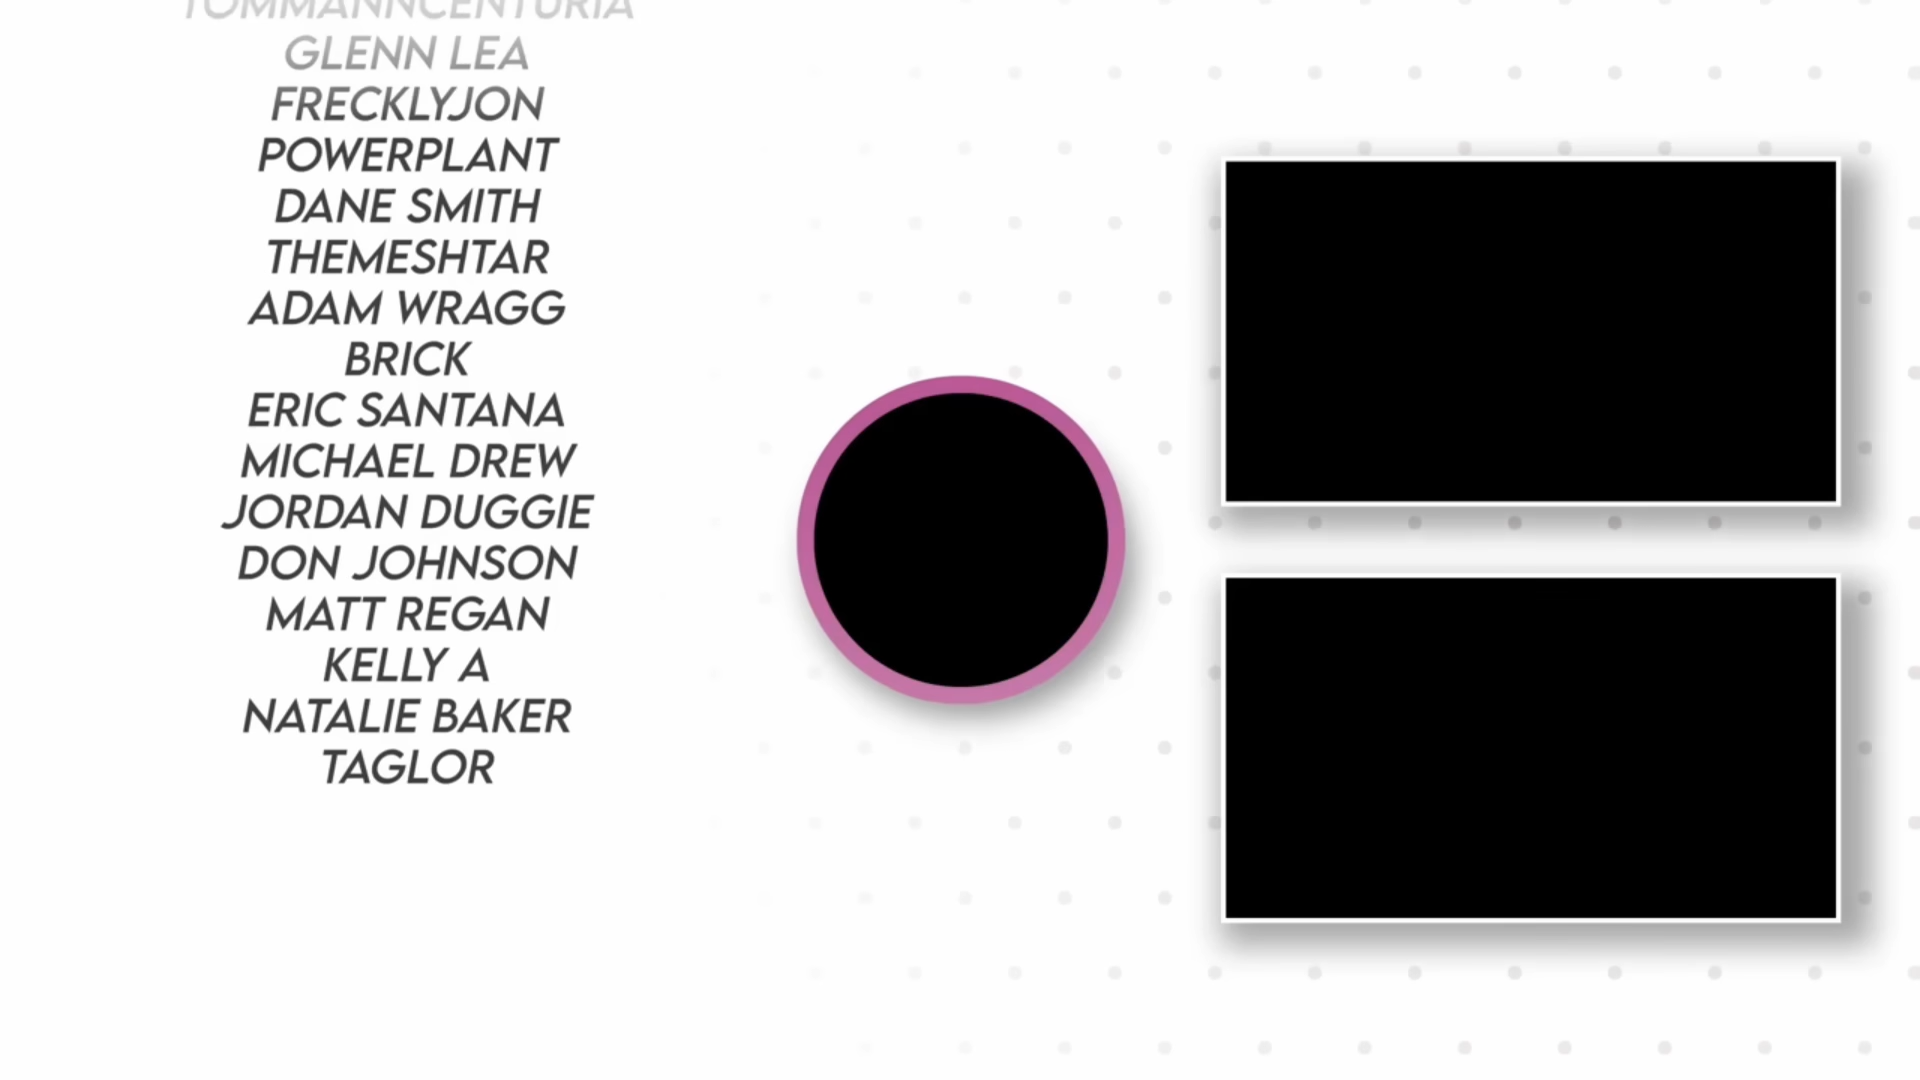 TOMMANNCENTURIA
GLENN LEA
FRECKLYJON
POWERPLANT
DANE SMITH
THEMESHTAR
ADAM WRAGG
BRICK
ERIC SANTANA
MICHAEL DREW
JORDAN DUGGIE
DON JOHNSON
MATT REGAN
KELLY A
NATALIE BAKER
TAGLOR